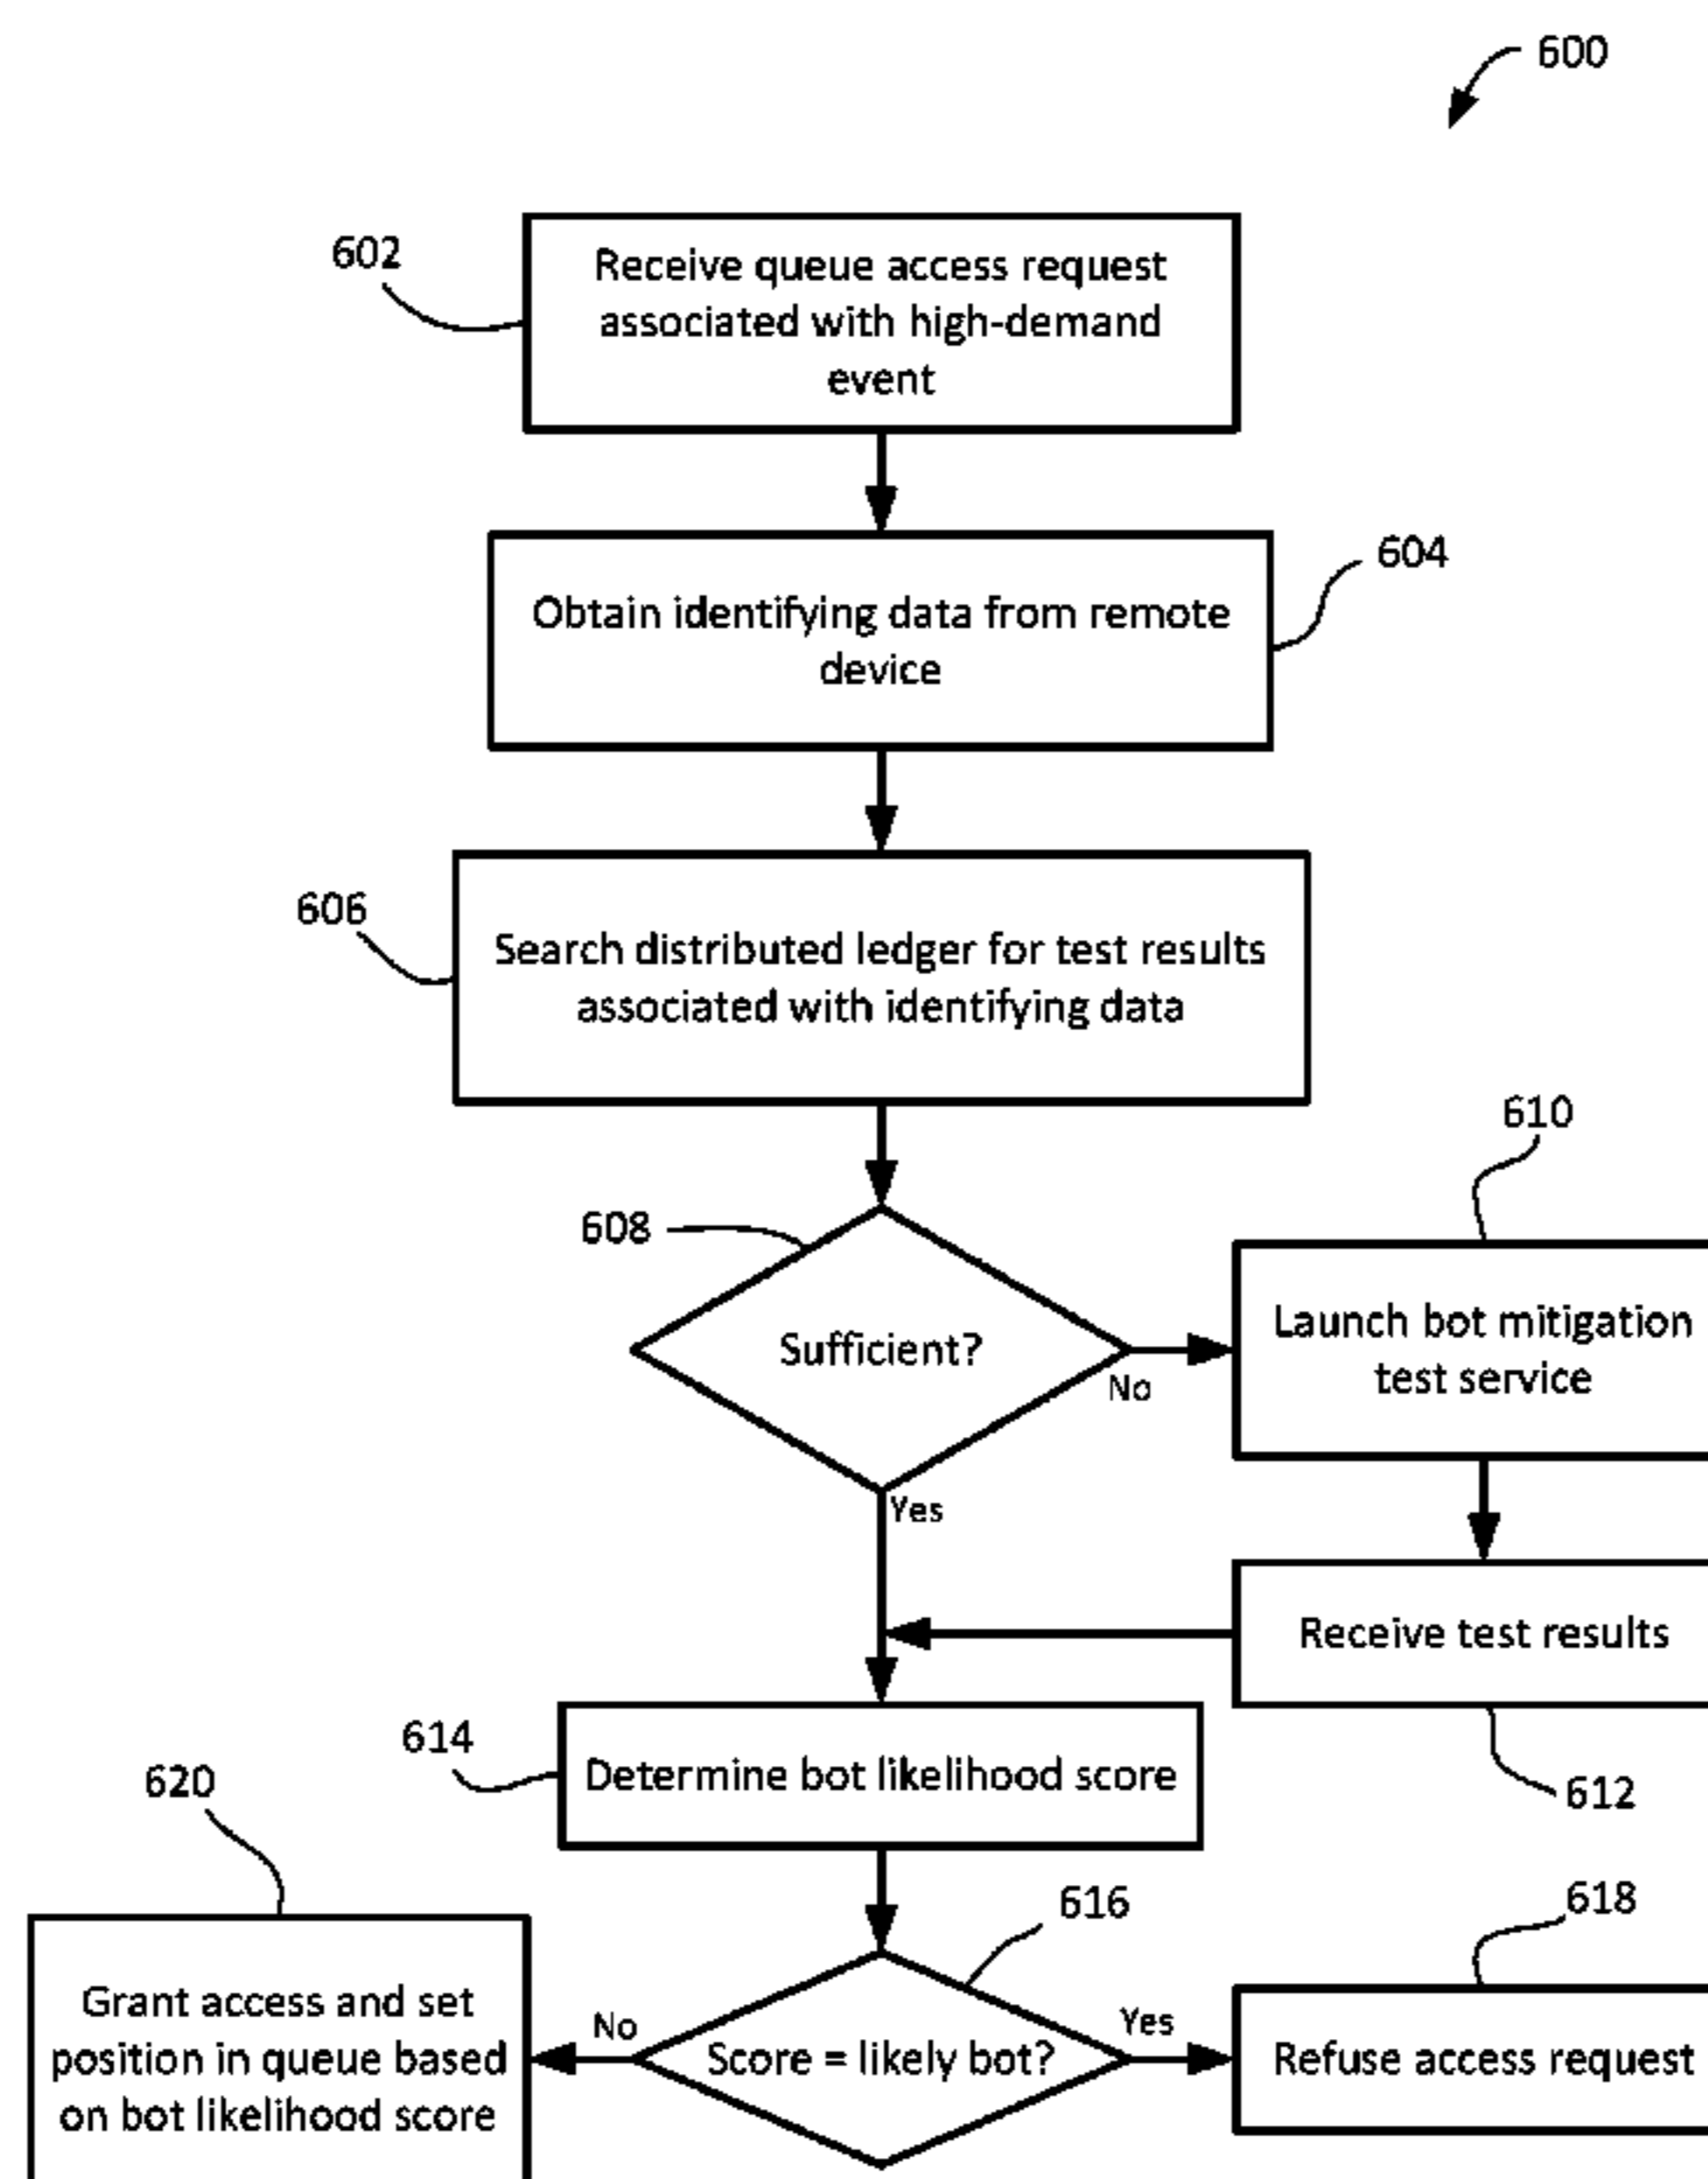 600
602
Receive queue access request
associated with high-demand
event
604
Obtain identifying data from remote
device
606
Search distributed ledger for test results
associated with identifying data
608
Sufficient?
No
Yes
610
Launch bot mitigation
test service
Receive test results
612
614
Determine bot likelihood score
616
Score = likely bot?
No
Yes
618
Refuse access request
620
Grant access and set
position in queue based
on bot likelihood score